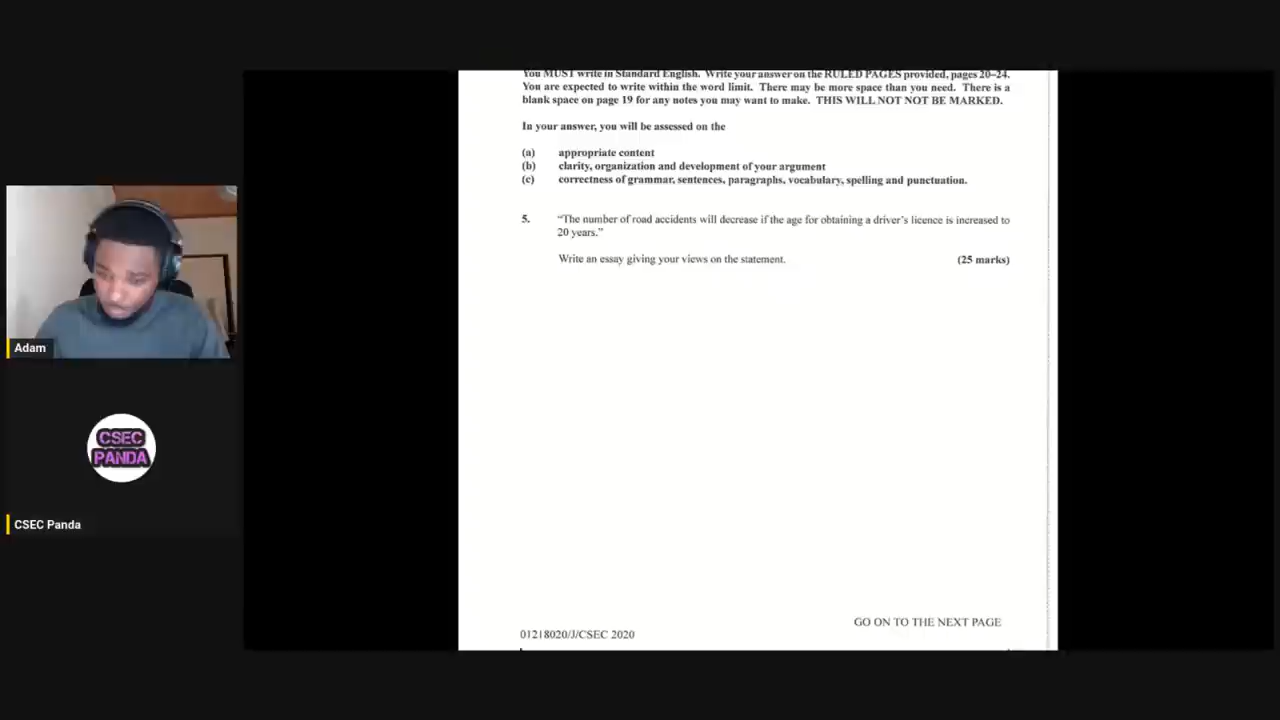 You MUST write in Standard English. Write your answer on the RULED PAGES provided, pages 20–24.
You are expected to write within the word limit. There may be more space than you need. There is a
blank space on page 19 for any notes you may want to make. THIS WILL NOT NOT BE MARKED.
In your answer, you will be assessed on the
(a) appropriate content
(b) clarity, organization and development of your argument
(c) correctness of grammar, sentences, paragraphs, vocabulary, spelling and punctuation.
5. “The number of road accidents will decrease if the age for obtaining a driver’s licence is increased to
20 years.”
Write an essay giving your views on the statement. (25 marks)
GO ON TO THE NEXT PAGE
01218020/J/CSEC 2020
Adam
CSEC
PANDA
CSEC Panda